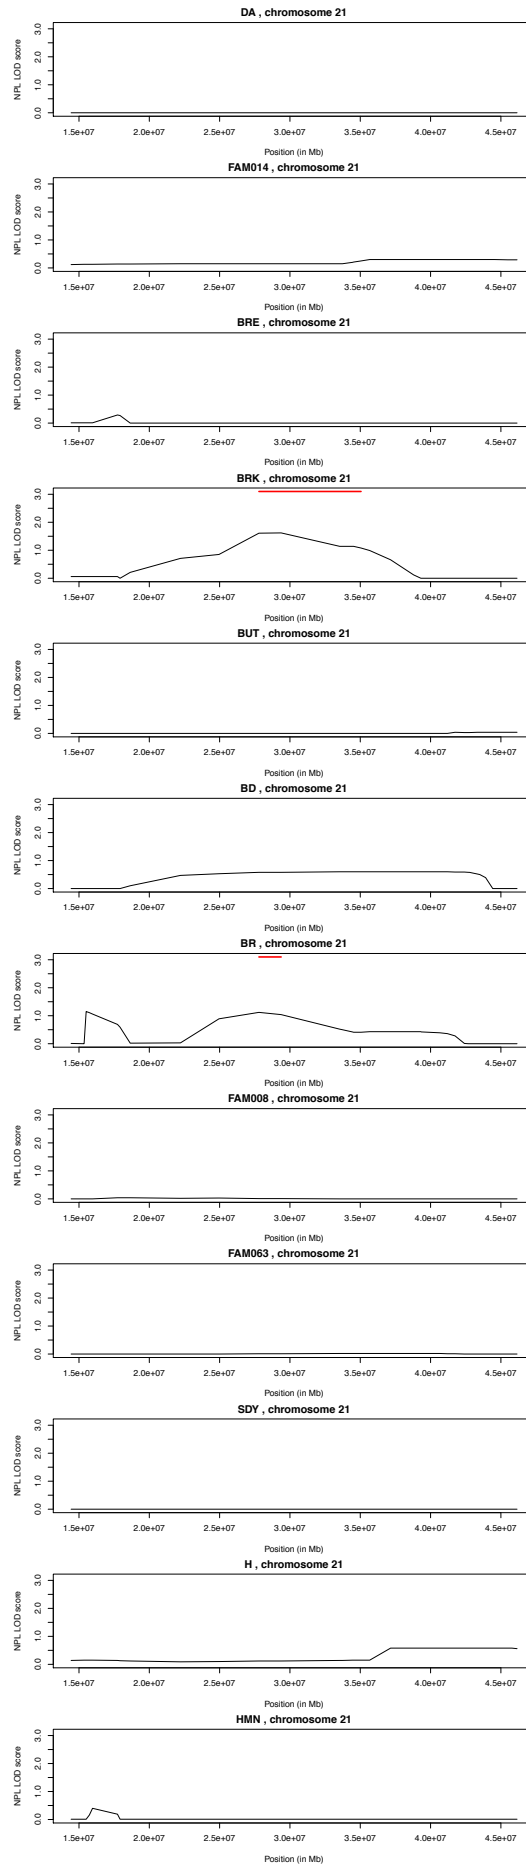 DA , chromosome 21
NPL LOD score
0.0 1.0 2.0 3.0
1.5e+07 2.0e+07 2.5e+07 3.0e+07 3.5e+07 4.0e+07 4.5e+07
Position (in Mb)
FAM014 , chromosome 21
NPL LOD score
0.0 1.0 2.0 3.0
1.5e+07 2.0e+07 2.5e+07 3.0e+07 3.5e+07 4.0e+07 4.5e+07
Position (in Mb)
BRE , chromosome 21
NPL LOD score
0.0 1.0 2.0 3.0
1.5e+07 2.0e+07 2.5e+07 3.0e+07 3.5e+07 4.0e+07 4.5e+07
Position (in Mb)
BRK , chromosome 21
NPL LOD score
0.0 1.0 2.0 3.0
1.5e+07 2.0e+07 2.5e+07 3.0e+07 3.5e+07 4.0e+07 4.5e+07
Position (in Mb)
BUT , chromosome 21
NPL LOD score
0.0 1.0 2.0 3.0
1.5e+07 2.0e+07 2.5e+07 3.0e+07 3.5e+07 4.0e+07 4.5e+07
Position (in Mb)
BD , chromosome 21
NPL LOD score
0.0 1.0 2.0 3.0
1.5e+07 2.0e+07 2.5e+07 3.0e+07 3.5e+07 4.0e+07 4.5e+07
Position (in Mb)
BR , chromosome 21
NPL LOD score
0.0 1.0 2.0 3.0
1.5e+07 2.0e+07 2.5e+07 3.0e+07 3.5e+07 4.0e+07 4.5e+07
Position (in Mb)
FAM008 , chromosome 21
NPL LOD score
0.0 1.0 2.0 3.0
1.5e+07 2.0e+07 2.5e+07 3.0e+07 3.5e+07 4.0e+07 4.5e+07
Position (in Mb)
FAM063 , chromosome 21
NPL LOD score
0.0 1.0 2.0 3.0
1.5e+07 2.0e+07 2.5e+07 3.0e+07 3.5e+07 4.0e+07 4.5e+07
Position (in Mb)
SDY , chromosome 21
NPL LOD score
0.0 1.0 2.0 3.0
1.5e+07 2.0e+07 2.5e+07 3.0e+07 3.5e+07 4.0e+07 4.5e+07
Position (in Mb)
H , chromosome 21
NPL LOD score
0.0 1.0 2.0 3.0
1.5e+07 2.0e+07 2.5e+07 3.0e+07 3.5e+07 4.0e+07 4.5e+07
Position (in Mb)
HMN , chromosome 21
NPL LOD score
0.0 1.0 2.0 3.0
1.5e+07 2.0e+07 2.5e+07 3.0e+07 3.5e+07 4.0e+07 4.5e+07
Position (in Mb)